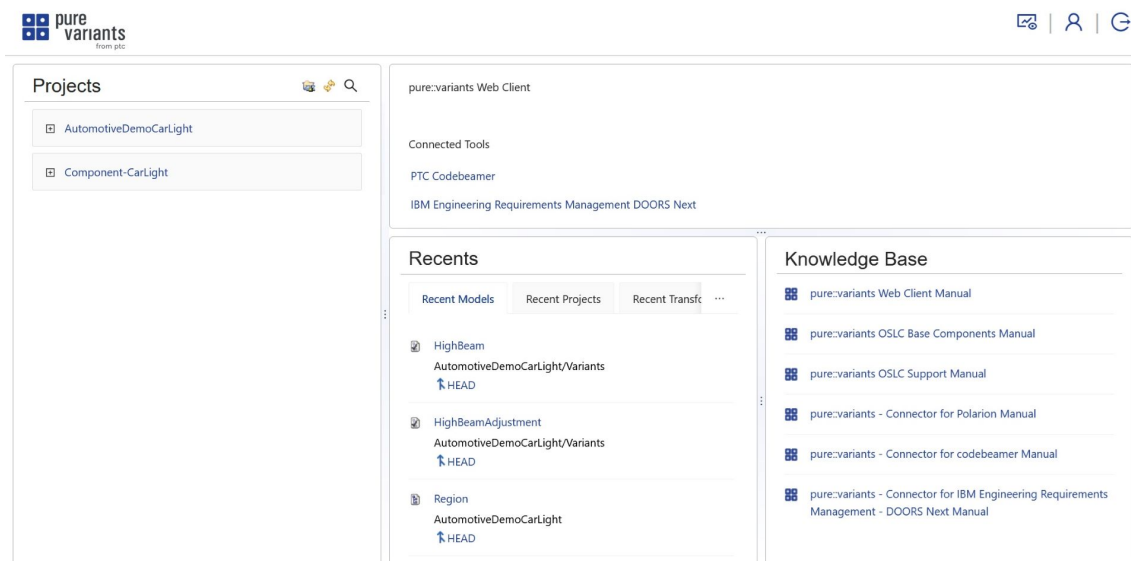 pure
variants
from ptc
Projects
AutomotiveDemoCarLight
Component-CarLight
pure::variants Web Client
Connected Tools
PTC Codebeamer
IBM Engineering Requirements Management DOORS Next
Recents
Recent Models Recent Projects Recent Transfc ...
HighBeam
AutomotiveDemoCarLight/Variants
HEAD
HighBeamAdjustment
AutomotiveDemoCarLight/Variants
HEAD
Region
AutomotiveDemoCarLight
HEAD
Knowledge Base
pure::variants Web Client Manual
pure::variants OSLC Base Components Manual
pure::variants OSLC Support Manual
pure::variants - Connector for Polarion Manual
pure::variants - Connector for codebeamer Manual
pure::variants - Connector for IBM Engineering Requirements
Management - DOORS Next Manual